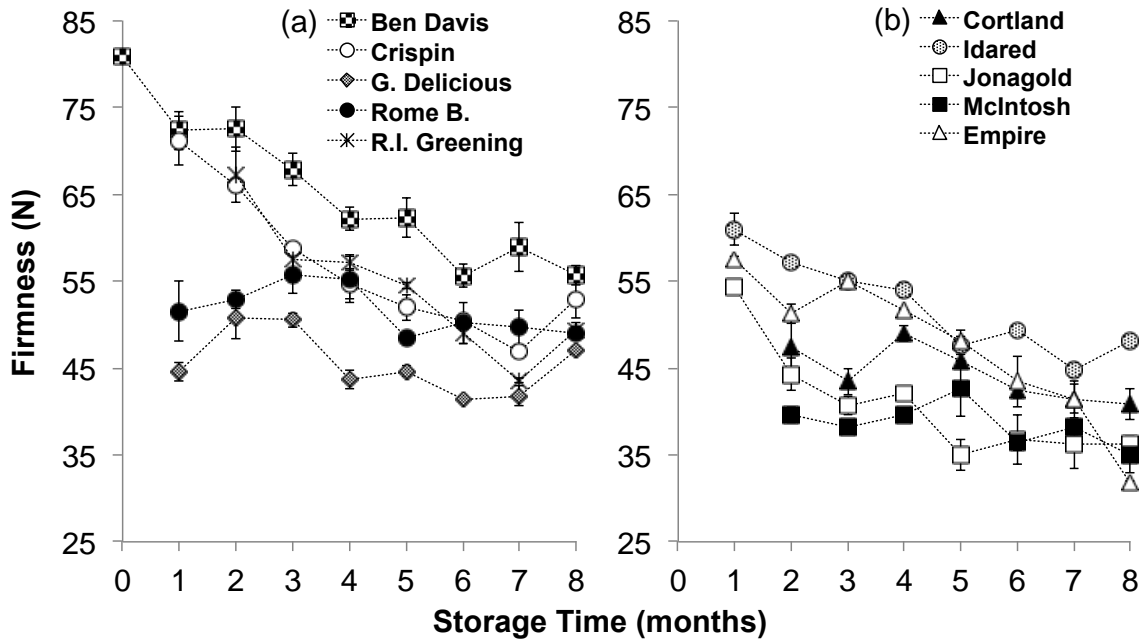 (a)
Ben Davis
Crispin
G. Delicious
Rome B.
R.I. Greening
(b)
Cortland
Idared
Jonagold
McIntosh
Empire
Firmness (N)
85
75
65
55
45
35
25
0 1 2 3 4 5 6 7 8
85
75
65
55
45
35
25
0 1 2 3 4 5 6 7 8
Storage Time (months)